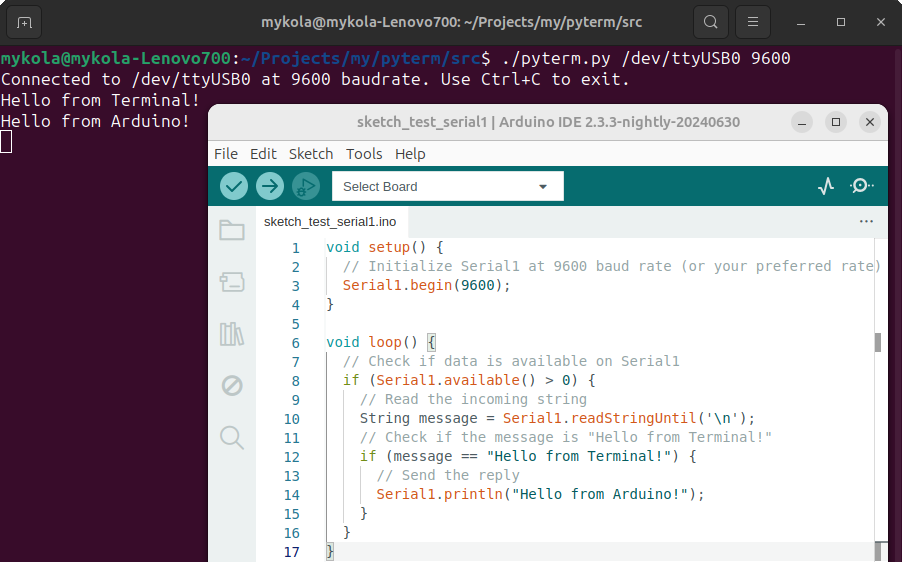 mykola@mykola-Lenovo700: ~/Projects/my/pyterm/src
mykola@mykola-Lenovo700:~/Projects/my/pyterm/src$ ./pyterm.py /dev/ttyUSB0 9600
Connected to /dev/ttyUSB0 at 9600 baudrate. Use Ctrl+C to exit.
Hello from Terminal!
Hello from Arduino!
sketch_test_serial1 | Arduino IDE 2.3.3-nightly-20240630
File Edit Sketch Tools Help
Select Board
sketch_test_serial1.ino
1 void setup() {
2   // Initialize Serial1 at 9600 baud rate (or your preferred rate)
3   Serial1.begin(9600);
4 }
5
6 void loop() {
7   // Check if data is available on Serial1
8   if (Serial1.available() > 0) {
9     // Read the incoming string
10     String message = Serial1.readStringUntil('\n');
11     // Check if the message is "Hello from Terminal!"
12     if (message == "Hello from Terminal!") {
13       // Send the reply
14       Serial1.println("Hello from Arduino!");
15     }
16   }
17 }